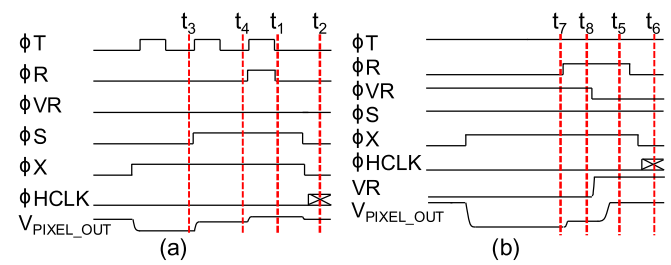 (a) t3 t4 t1 t2
ϕT
ϕR
ϕVR
ϕS
ϕX
ϕHCLK
VPIXEL_OUT
(a)
(b) t7 t8 t5 t6
ϕT
ϕR
ϕVR
ϕS
ϕX
ϕHCLK
VR
VPIXEL_OUT
(b)